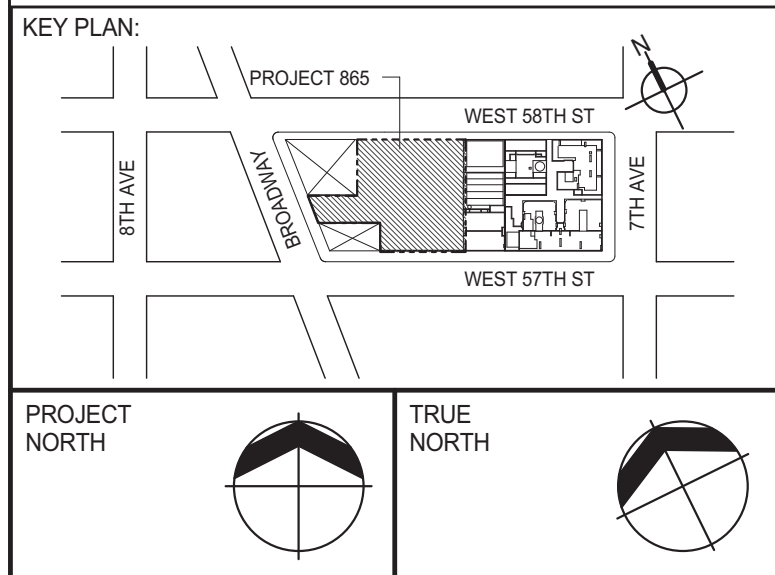 KEY PLAN:
PROJECT 865
N
WEST 58TH ST
8TH AVE
BROADWAY
7TH AVE
WEST 57TH ST
PROJECT
NORTH
TRUE
NORTH